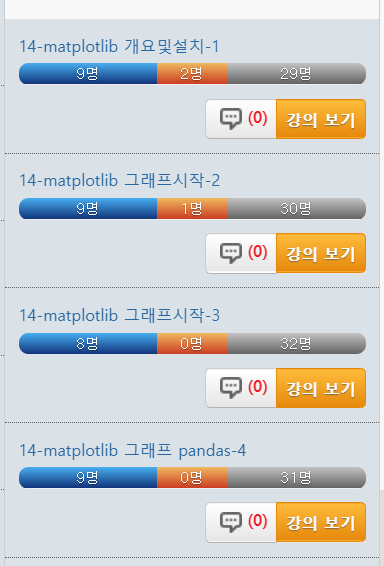 14-matplotlib 개요및설치-1
9명 2명 29명
(0) 강의 보기
14-matplotlib 그래프시작-2
9명 1명 30명
(0) 강의 보기
14-matplotlib 그래프시작-3
8명 0명 32명
(0) 강의 보기
14-matplotlib 그래프 pandas-4
9명 0명 31명
(0) 강의 보기